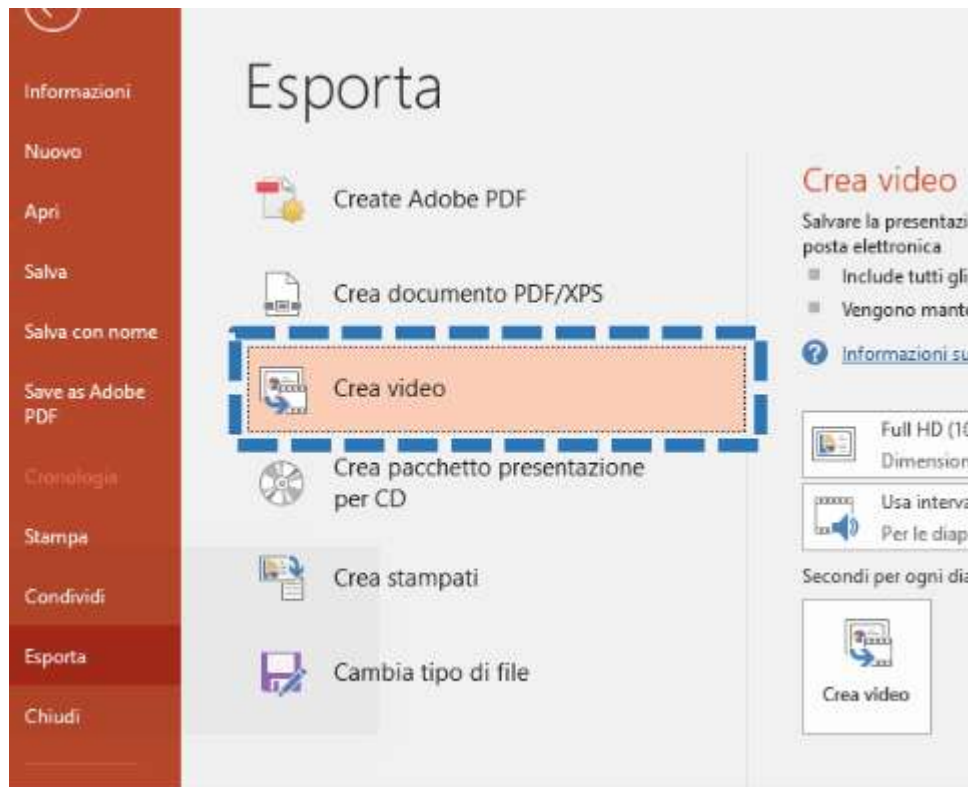 Informazioni
Nuovo
Apri
Salva
Salva con nome
Save as Adobe
PDF
Cronologia
Stampa
Condividi
Esporta
Chiudi
Esporta
Create Adobe PDF
Crea documento PDF/XPS
Crea video
Crea pacchetto presentazione
per CD
Crea stampati
Cambia tipo di file
Crea video
Salvare la presentazi
posta elettronica
Include tutti gli
Vengono mante
Informazioni su
Full HD (10
Dimension
Usa interva
Per le diap
Secondi per ogni dia
Crea video